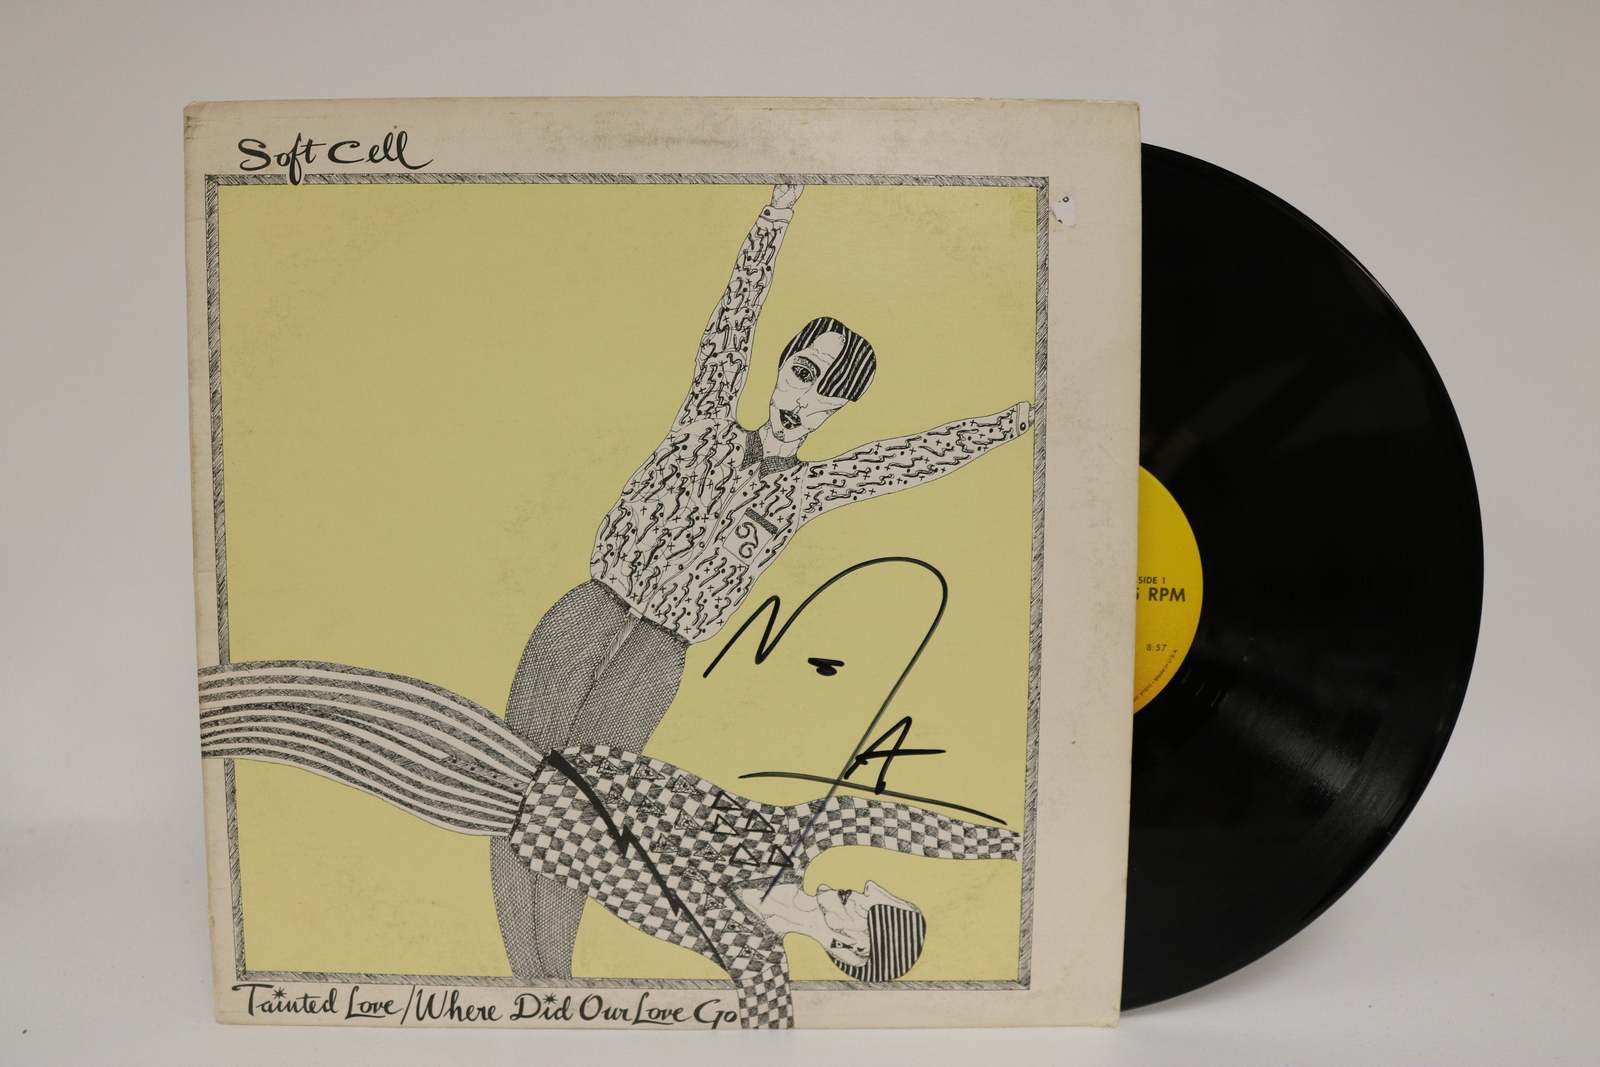 Soft Cell
SIDE 1
RPM
8:57
Tainted Love/Where Did Our Love Go